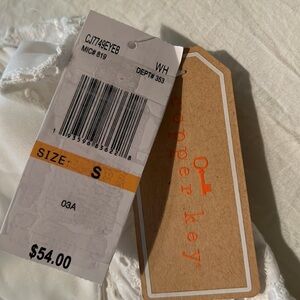 CJ7749EYEB
MIC# 819
WH
DEPT# 353
SIZE: S
03A
$54.00
copper key